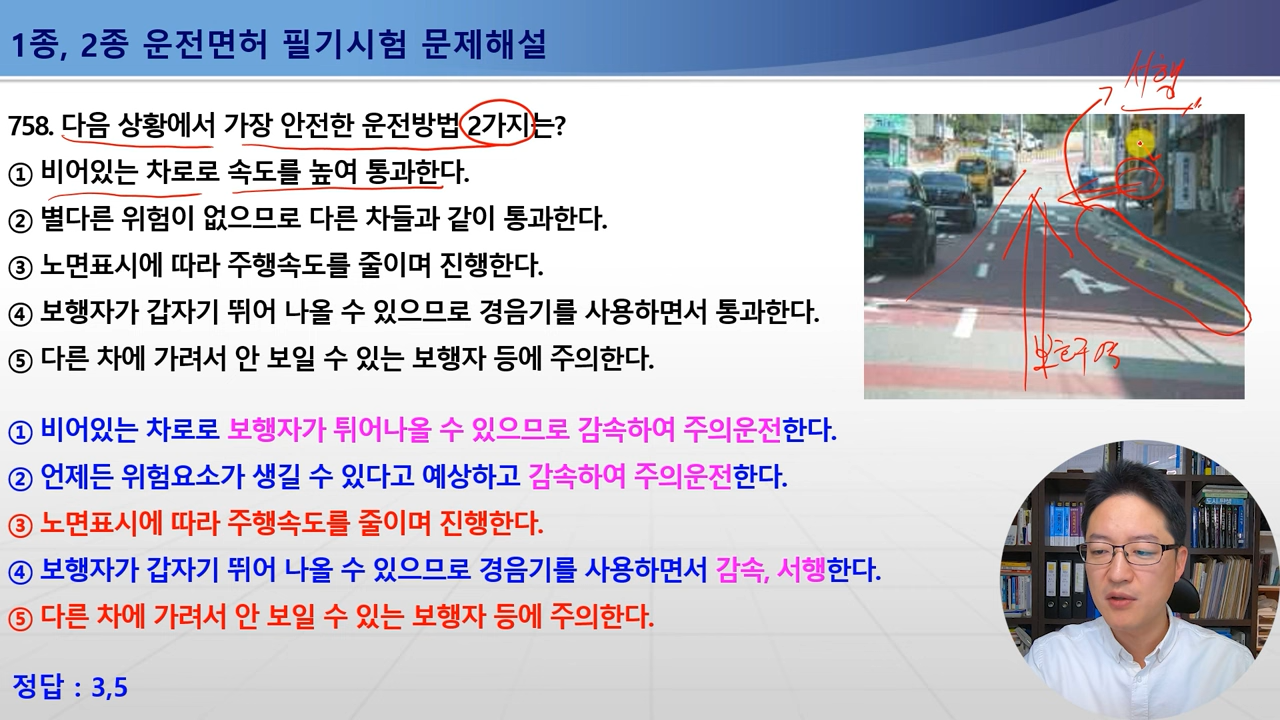 1종, 2종 운전면허 필기시험 문제해설
서행
758. 다음 상황에서 가장 안전한 운전방법 2가지는?
① 비어있는 차로로 속도를 높여 통과한다.
② 별다른 위험이 없으므로 다른 차들과 같이 통과한다.
③ 노면표시에 따라 주행속도를 줄이며 진행한다.
④ 보행자가 갑자기 뛰어 나올 수 있으므로 경음기를 사용하면서 통과한다.
⑤ 다른 차에 가려서 안 보일 수 있는 보행자 등에 주의한다.
보호구역
① 비어있는 차로로 보행자가 튀어나올 수 있으므로 감속하여 주의운전한다.
② 언제든 위험요소가 생길 수 있다고 예상하고 감속하여 주의운전한다.
③ 노면표시에 따라 주행속도를 줄이며 진행한다.
④ 보행자가 갑자기 뛰어 나올 수 있으므로 경음기를 사용하면서 감속, 서행한다.
⑤ 다른 차에 가려서 안 보일 수 있는 보행자 등에 주의한다.
정답 : 3,5